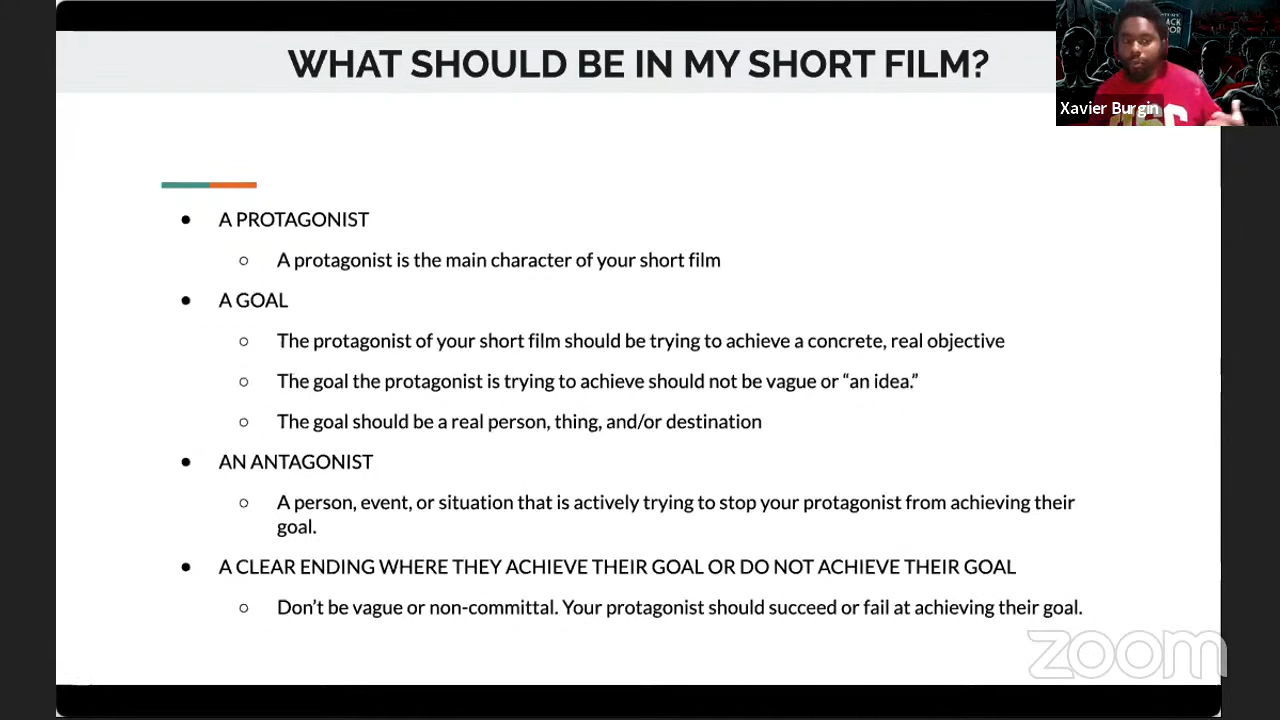 WHAT SHOULD BE IN MY SHORT FILM?
Xavier Burgin
● A PROTAGONIST
○ A protagonist is the main character of your short film
● A GOAL
○ The protagonist of your short film should be trying to achieve a concrete, real objective
○ The goal the protagonist is trying to achieve should not be vague or “an idea.”
○ The goal should be a real person, thing, and/or destination
● AN ANTAGONIST
○ A person, event, or situation that is actively trying to stop your protagonist from achieving their
goal.
● A CLEAR ENDING WHERE THEY ACHIEVE THEIR GOAL OR DO NOT ACHIEVE THEIR GOAL
○ Don’t be vague or non-committal. Your protagonist should succeed or fail at achieving their goal.
zoom